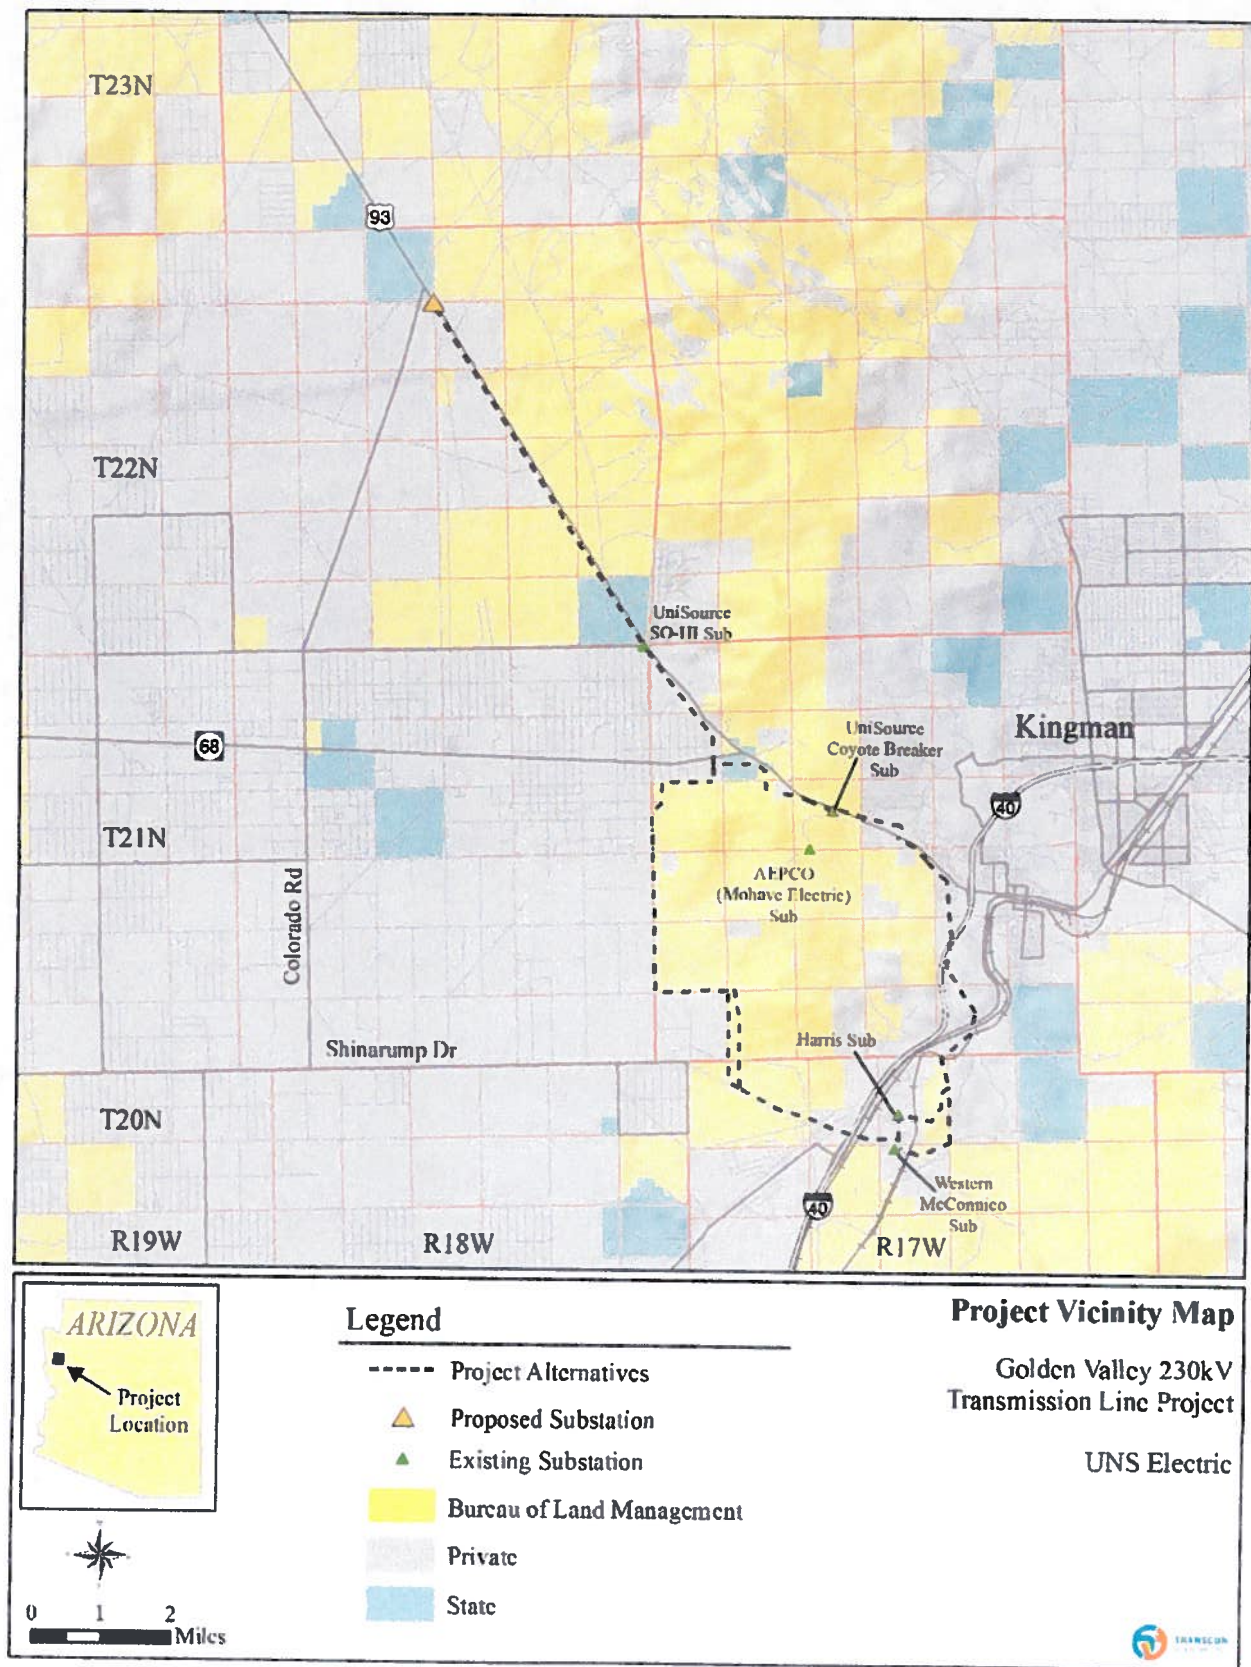 T23N
93
T22N
UniSource
SO-III Sub
68
UniSource
Coyote Breaker
Sub
Kingman
40
T21N
AEPCO
(Mohave Electric)
Sub
Colorado Rd
Harris Sub
Shinarump Dr
T20N
Western
McConnico
Sub
40
R19W
R18W
R17W
ARIZONA
Project
Location
0 1 2
Miles
Legend
Project Alternatives
Proposed Substation
Existing Substation
Bureau of Land Management
Private
State
Project Vicinity Map
Golden Valley 230kV
Transmission Line Project
UNS Electric
TRANSCON